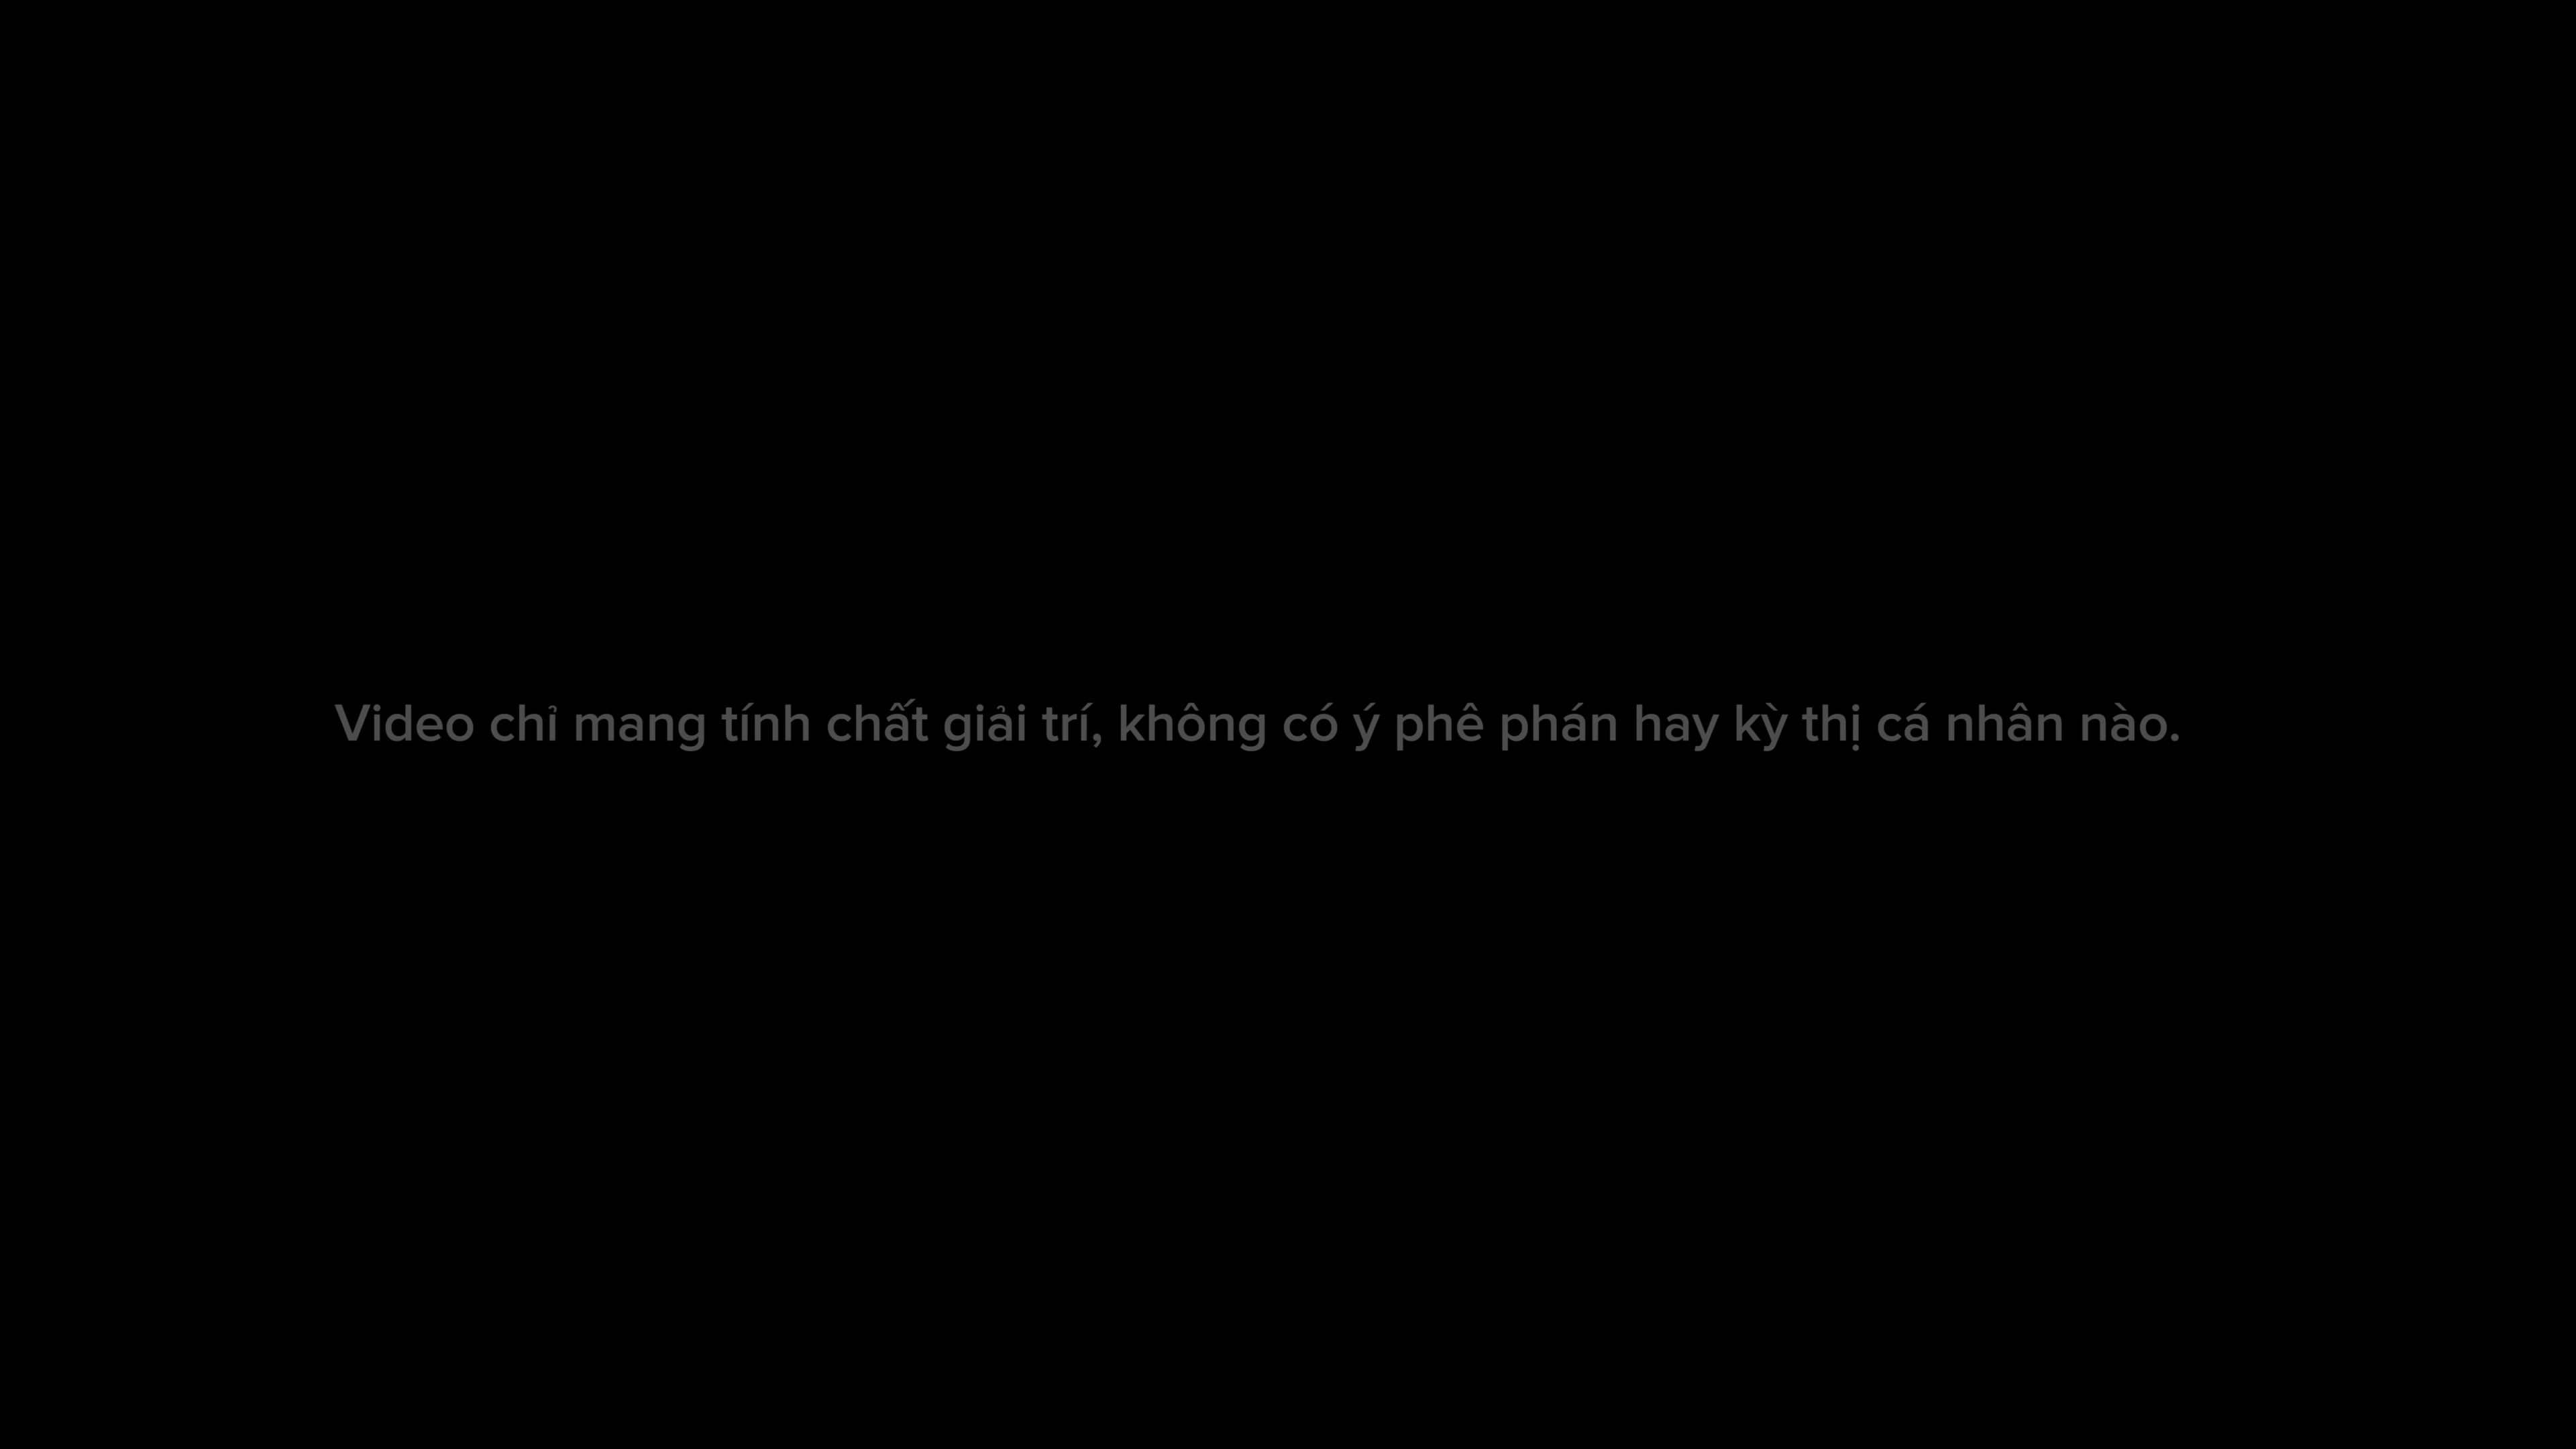 Video chỉ mang tính chất giải trí, không có ý phê phán hay kỳ thị cá nhân nào.